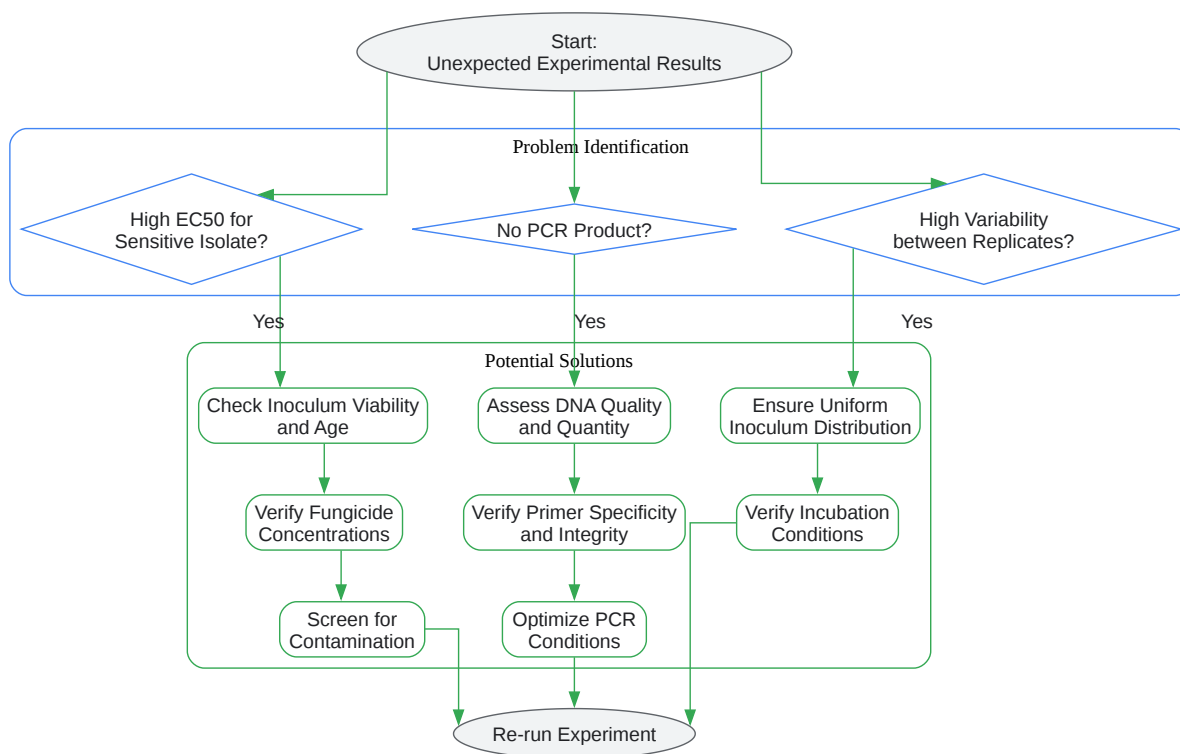 Start:
Unexpected Experimental Results
Problem Identification
High EC50 for
Sensitive Isolate?
No PCR Product?
High Variability
between Replicates?
Yes
Yes
Yes
Potential Solutions
Check Inoculum Viability
and Age
Assess DNA Quality
and Quantity
Ensure Uniform
Inoculum Distribution
Verify Fungicide
Concentrations
Verify Primer Specificity
and Integrity
Verify Incubation
Conditions
Screen for
Contamination
Optimize PCR
Conditions
Re-run Experiment